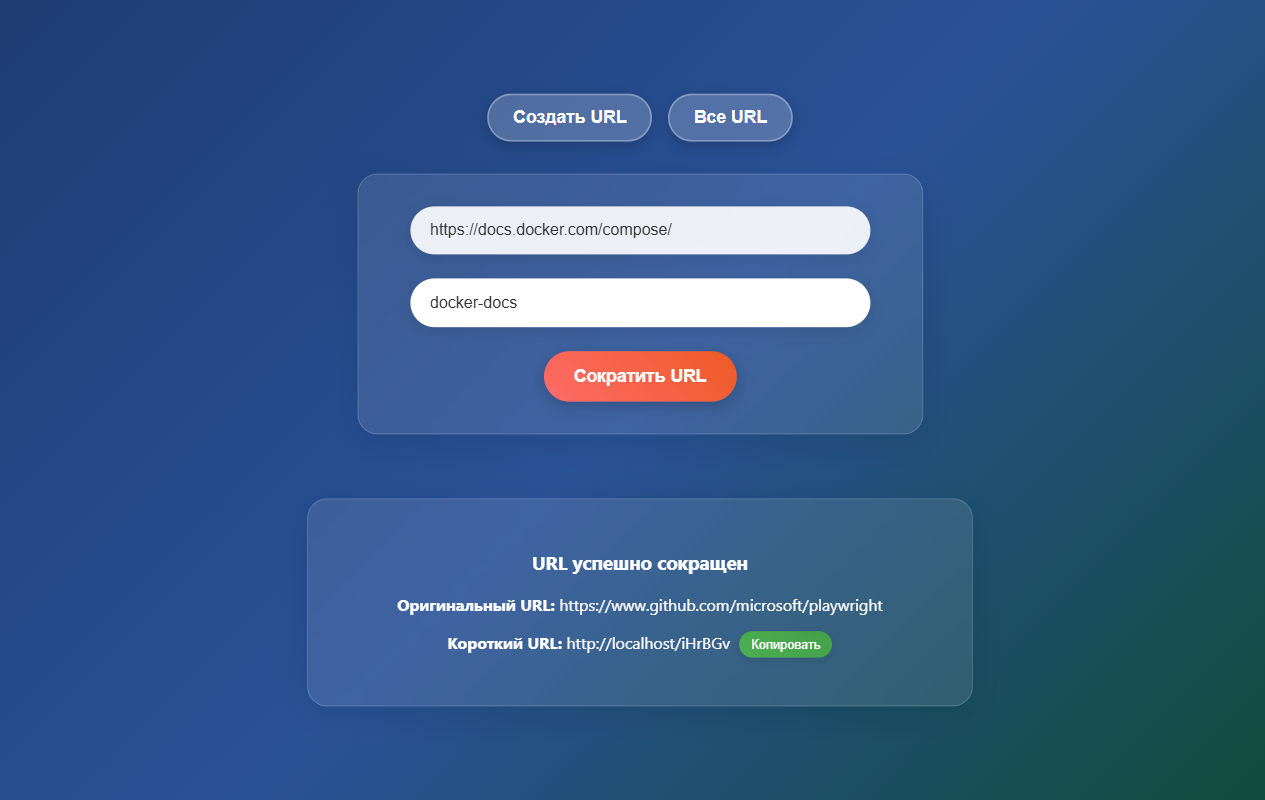 Создать URL Все URL
https://docs.docker.com/compose/
docker-docs
Сократить URL
URL успешно сокращен
Оригинальный URL: https://www.github.com/microsoft/playwright
Короткий URL: http://localhost/iHrBGv Копировать